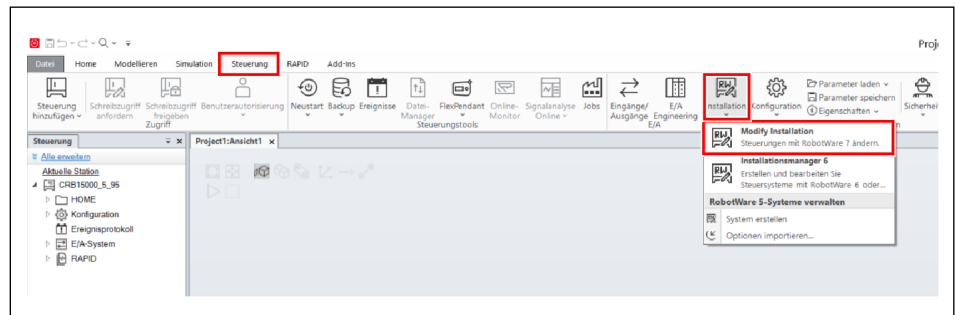 Proj
Datei Home Modellieren Simulation Steuerung RAPID Add-Ins
Steuerung hinzufügen Schreibzugriff anfordern Schreibzugriff freigeben Benutzerautorisierung Neustart Backup Ereignisse Datei-Manager FlexPendant Online-Monitor Signalanalyse Online Jobs Eingänge/Ausgänge E/A Engineering Installation Konfiguration Parameter laden
Parameter speichern
Eigenschaften
Sicherhei
Zugriff Steuerungstools E/A
Steuerung Project1:Ansicht1
Alle erweitern
Aktuelle Station
CRB15000_5_95
HOME
Konfiguration
Ereignisprotokoll
E/A-System
RAPID
Modify Installation
Steuerungen mit RobotWare 7 ändern.
Installationsmanager 6
Erstellen und bearbeiten Sie
Steuersysteme mit RobotWare 6 oder...
RobotWare 5-Systeme verwalten
System erstellen
Optionen importieren...